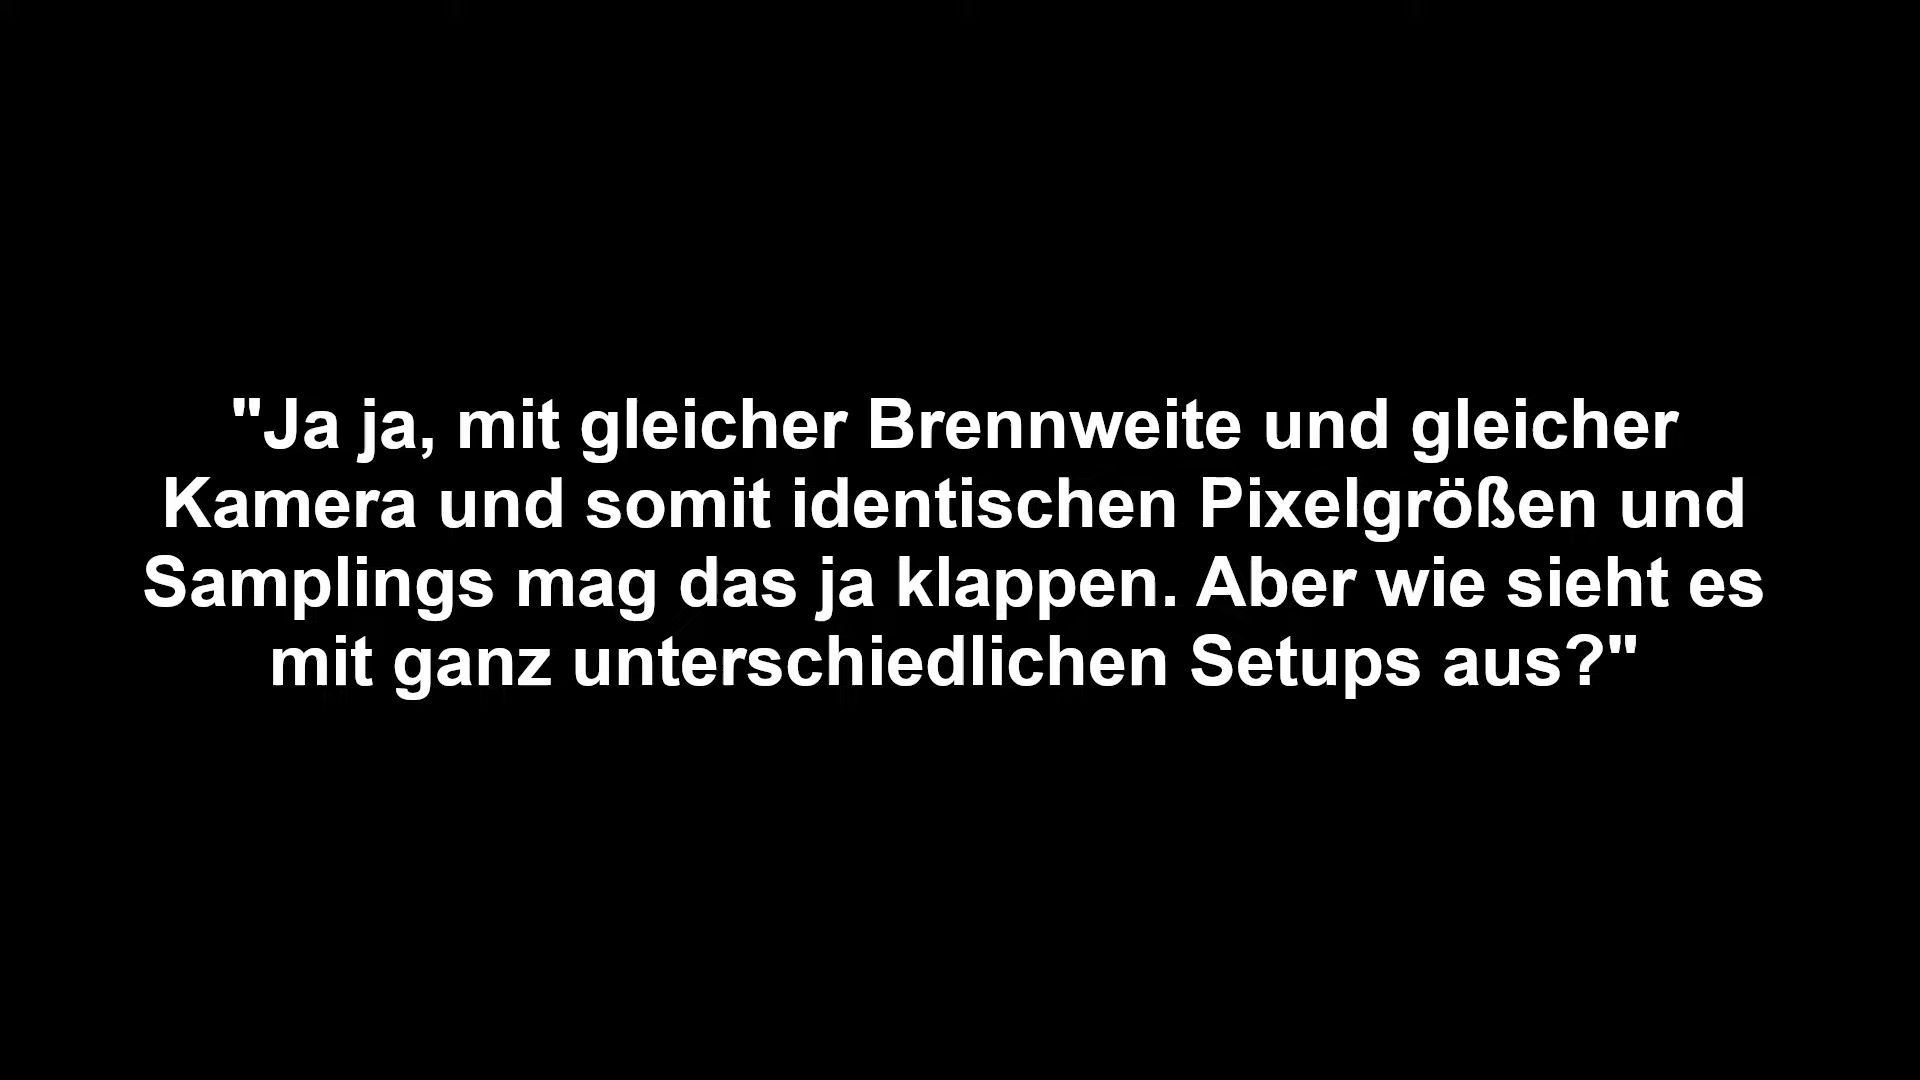 "Ja ja, mit gleicher Brennweite und gleicher
Kamera und somit identischen Pixelgrößen und
Samplings mag das ja klappen. Aber wie sieht es
mit ganz unterschiedlichen Setups aus?"